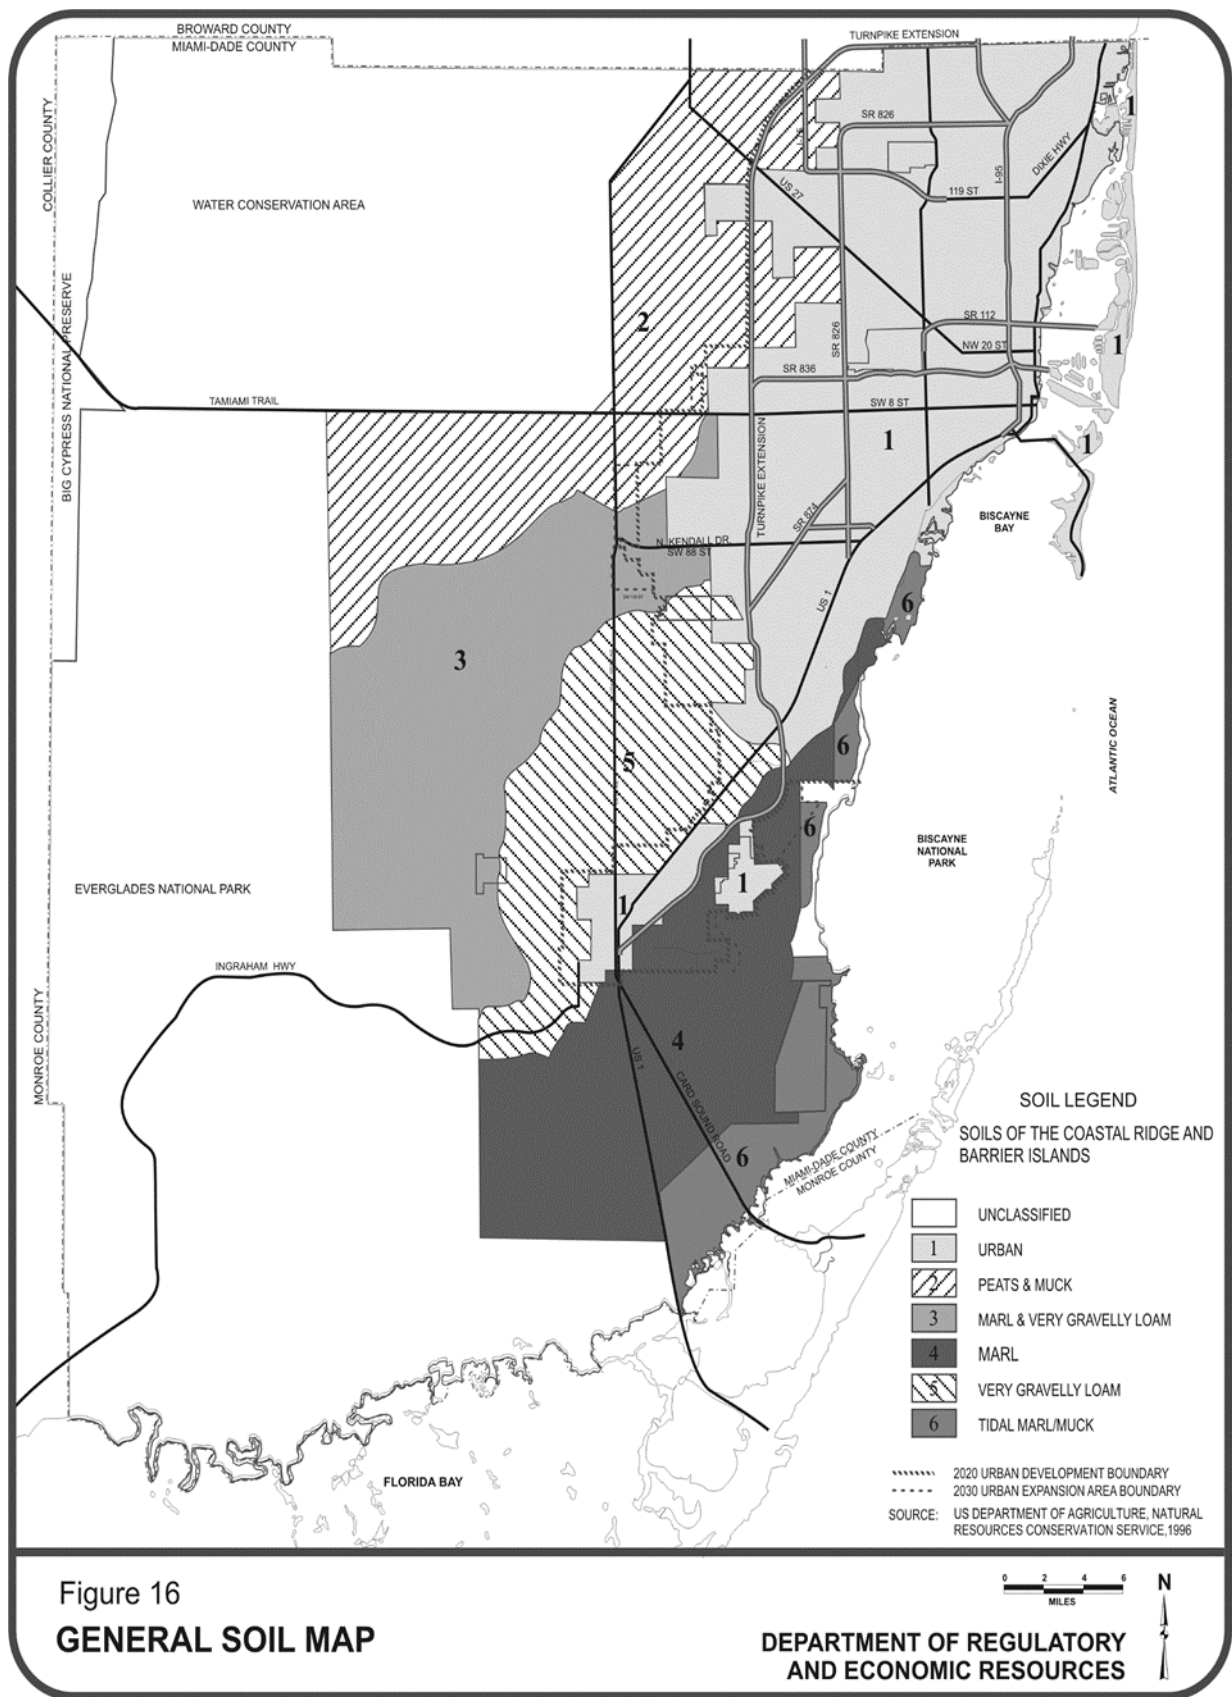 BROWARD COUNTY
MIAMI-DADE COUNTY
TURNPIKE EXTENSION
COLLIER COUNTY
1
SR 826
I-75
DIXIE HWY
I-95
WATER CONSERVATION AREA
US 27
119 ST
BIG CYPRESS NATIONAL PRESERVE
2
SR 826
SR 112
NW 20 ST
1
SR 836
TAMIAMI TRAIL
SW 8 ST
1
1
TURNPIKE EXTENSION
SR 874
BISCAYNE
BAY
N. KENDALL DR.
SW 88 ST
US 1
6
3
6
5
ATLANTIC OCEAN
6
BISCAYNE
NATIONAL
PARK
EVERGLADES NATIONAL PARK
1
1
INGRAHAM HWY
MONROE COUNTY
4
US 1
CARD SOUND ROAD
6
MIAMI-DADE COUNTY
MONROE COUNTY
SOIL LEGEND
SOILS OF THE COASTAL RIDGE AND
BARRIER ISLANDS
UNCLASSIFIED
1 URBAN
2 PEATS & MUCK
3 MARL & VERY GRAVELLY LOAM
4 MARL
5 VERY GRAVELLY LOAM
6 TIDAL MARL/MUCK
FLORIDA BAY
2020 URBAN DEVELOPMENT BOUNDARY
2030 URBAN EXPANSION AREA BOUNDARY
SOURCE: US DEPARTMENT OF AGRICULTURE, NATURAL
RESOURCES CONSERVATION SERVICE,1996
Figure 16
GENERAL SOIL MAP
0 2 4 6
MILES
N
DEPARTMENT OF REGULATORY
AND ECONOMIC RESOURCES